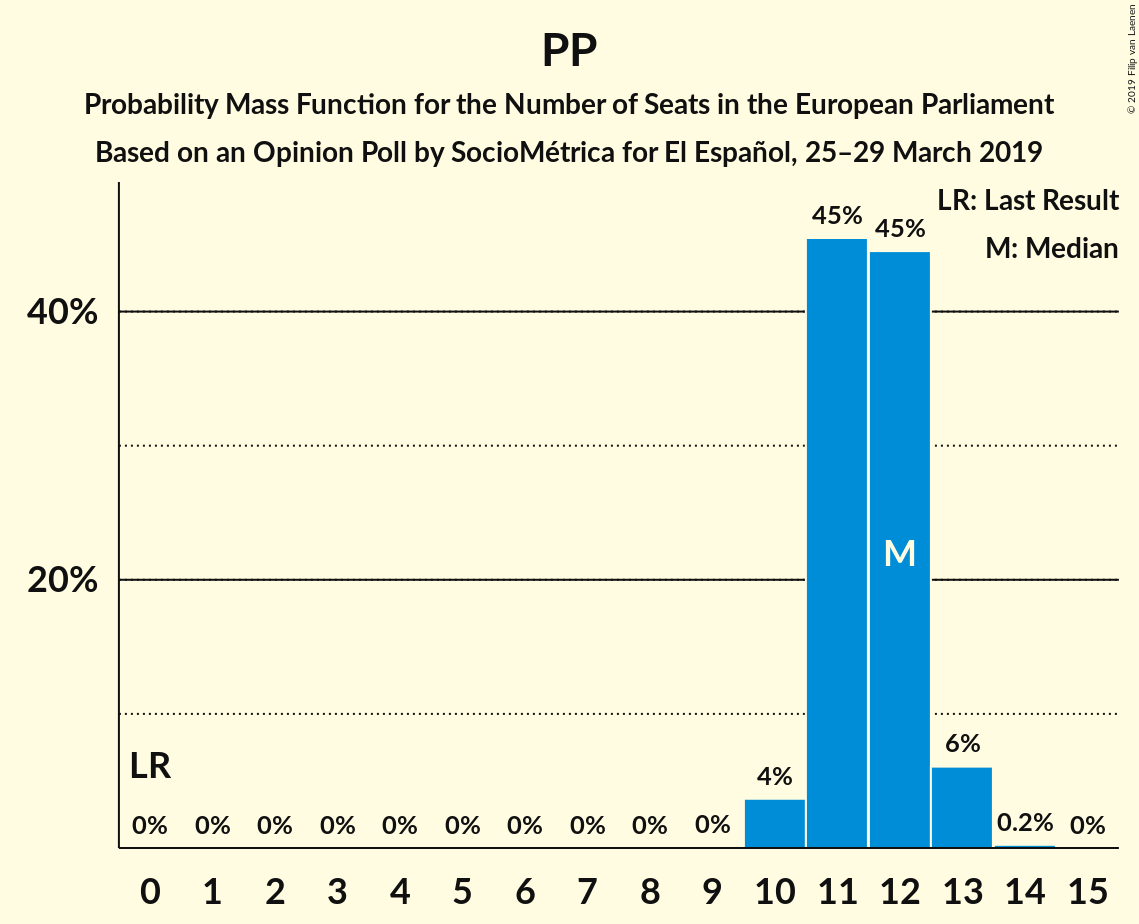 PP
Probability Mass Function for the Number of Seats in the European Parliament
Based on an Opinion Poll by SocioMétrica for El Español, 25–29 March 2019
© 2019 Filip van Laenen
LR: Last Result
M: Median
45%
45%
40%
M
20%
6%
LR
4%
0% 0% 0% 0% 0% 0% 0% 0% 0% 0% 0.2% 0%
0 1 2 3 4 5 6 7 8 9 10 11 12 13 14 15